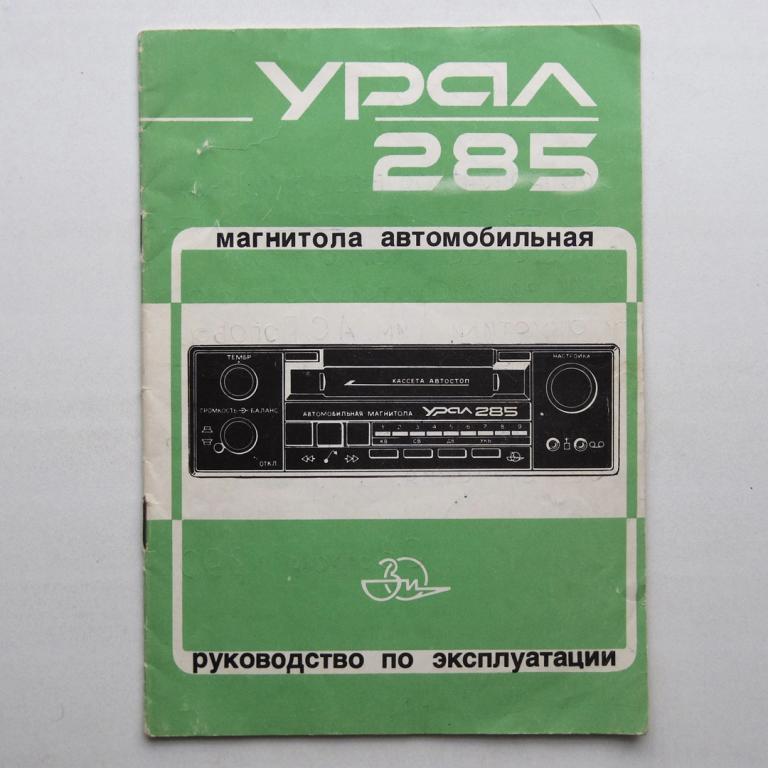 УРАЛ
285
магнитола автомобильная
ТЕМБР
НАСТРОЙКА
КАССЕТА АВТОСТОП
ГРОМКОСТЬ БАЛАНС
АВТОМОБИЛЬНАЯ МАГНИТОЛА УРАЛ 285
1 2 3 4 5 6 7 8 9
КВ СВ ДВ УКВ
ОТКЛ.
руководство по эксплуатации